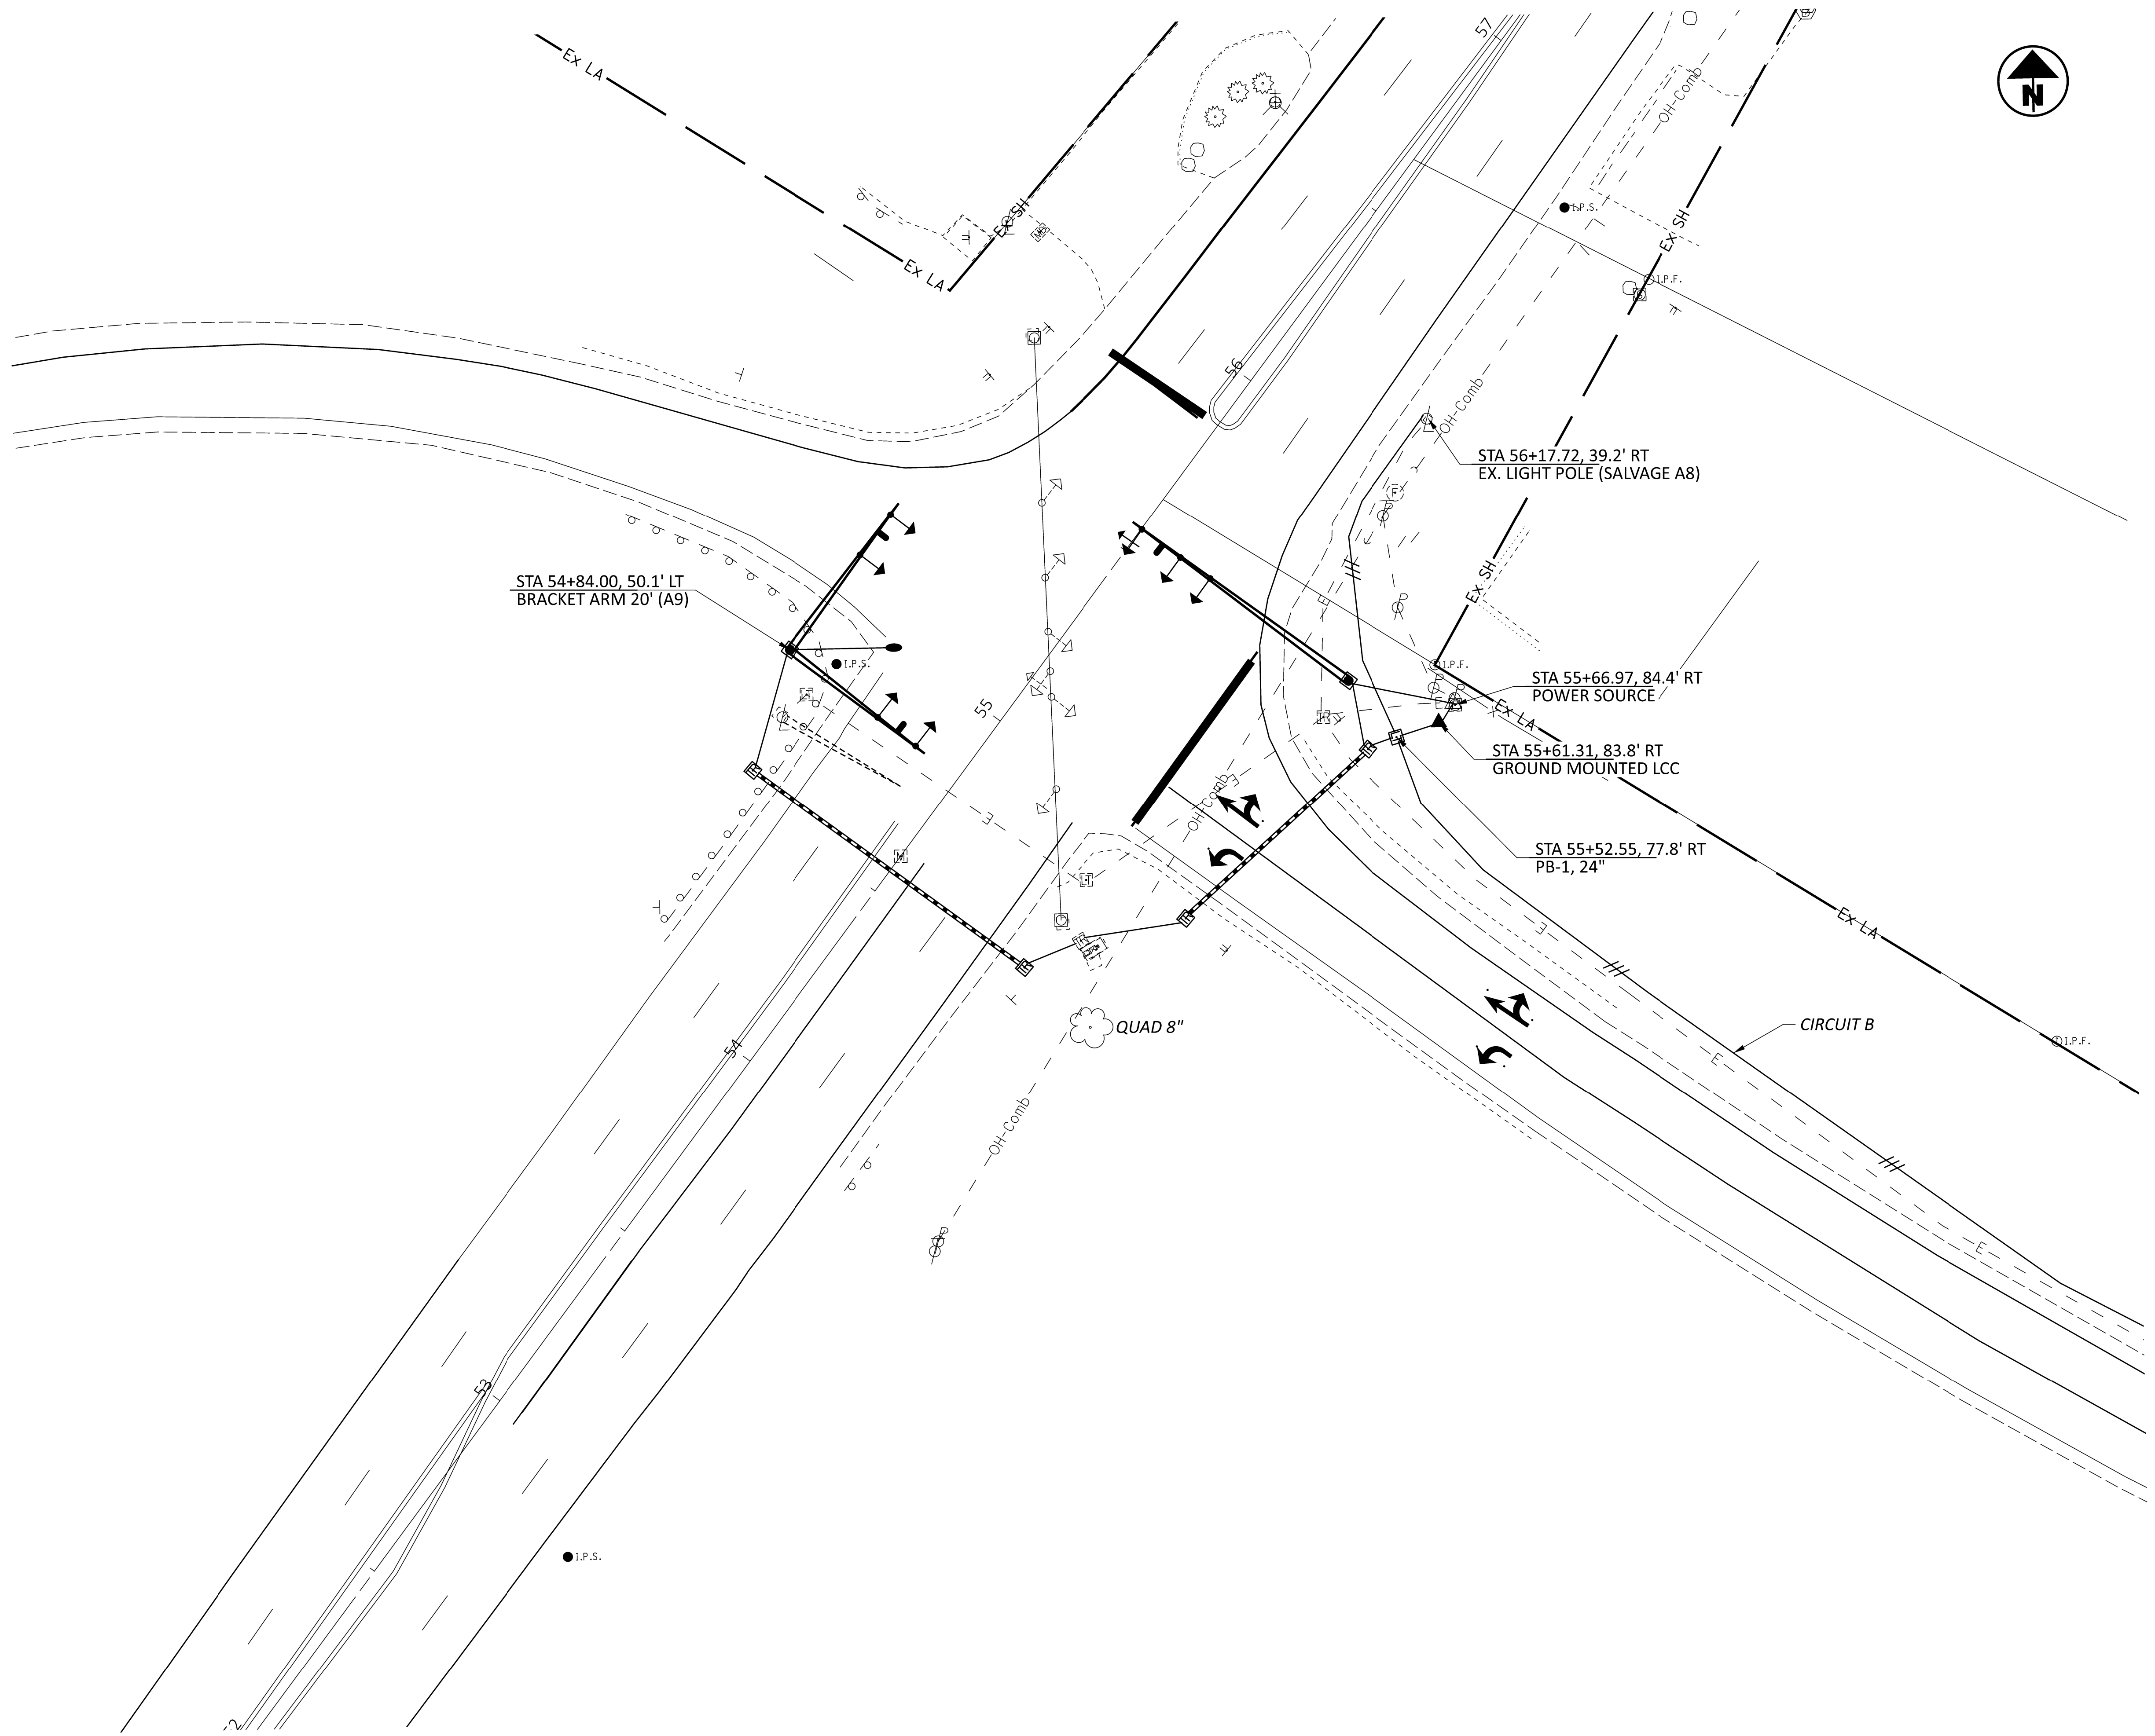 57
Ex LA
N
OH-Comb
Ex SH
MB
I.P.S.
Ex SH
Ex LA
I.P.F.
56
OH-Comb
STA 56+17.72, 39.2' RT
EX. LIGHT POLE (SALVAGE A8)
F
P
STA 54+84.00, 50.1' LT
BRACKET ARM 20' (A9)
Ex SH
P
E
I.P.S.
I.P.F.
STA 55+66.97, 84.4' RT
POWER SOURCE
P
P
E
Ex LA
55
M
STA 55+61.31, 83.8' RT
GROUND MOUNTED LCC
OH-Comb
E
E
STA 55+52.55, 77.8' RT
PB-1, 24"
M
Ex LA
E
QUAD 8"
CIRCUIT B
I.P.F.
54
E
OH-Comb
P
E
53
I.P.S.